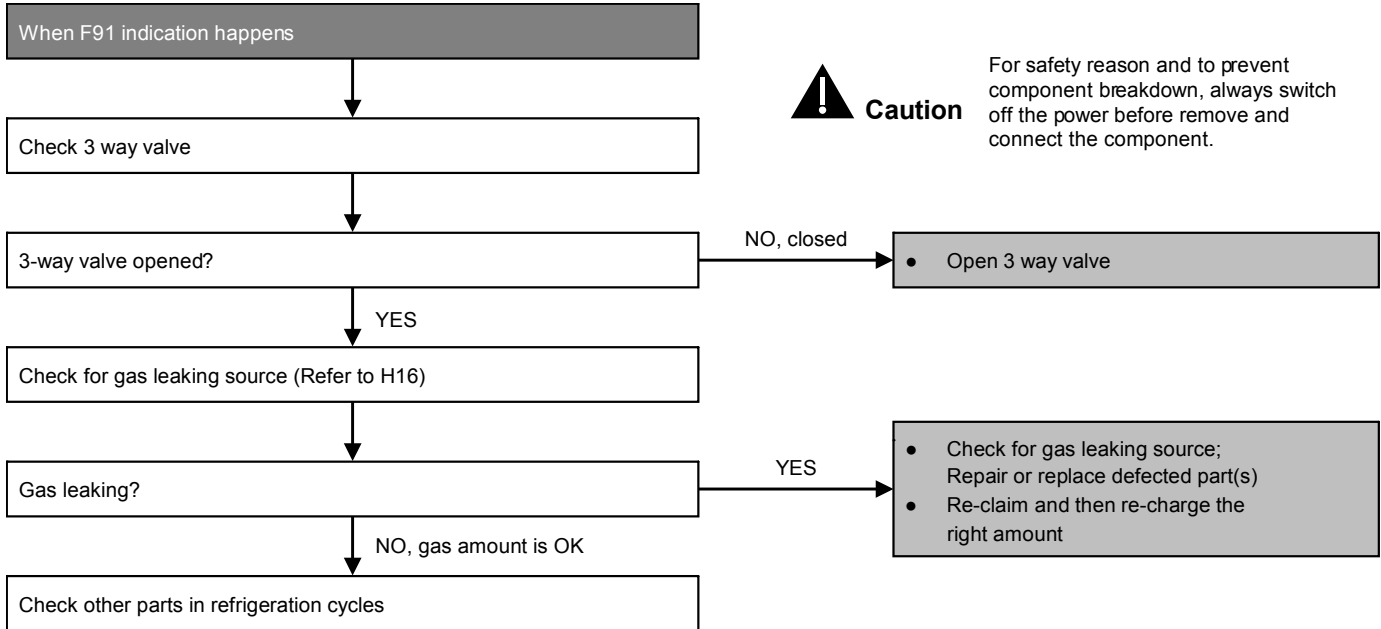 When F91 indication happens
Caution
For safety reason and to prevent
component breakdown, always switch
off the power before remove and
connect the component.
Check 3 way valve
3-way valve opened?
NO, closed
● Open 3 way valve
YES
Check for gas leaking source (Refer to H16)
Gas leaking?
YES
● Check for gas leaking source;
Repair or replace defected part(s)
● Re-claim and then re-charge the
right amount
NO, gas amount is OK
Check other parts in refrigeration cycles